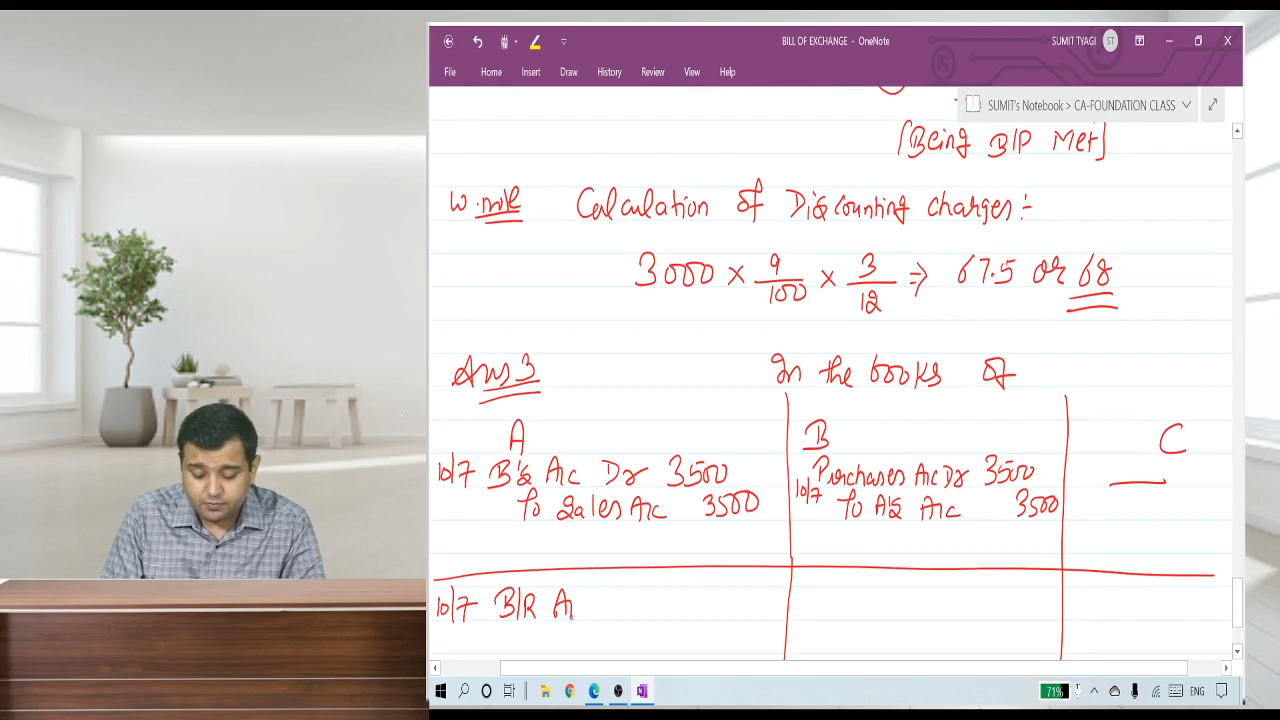 BILL OF EXCHANGE - OneNote
SUMIT TYAGI ST
File Home Insert Draw History Review View Help
SUMIT's Notebook > CA-FOUNDATION CLASS
[Being B/P Met]
W.note Calculation of Discounting charges:-
3000 × 9/100 × 3/12 ⇒ 67.5 or 68
Ans 3 In the books of
A B C
10/7 B's A/c Dr 3500
To Sales A/c 3500
Purchases A/c Dr 3500
10/7 To A's A/c 3500
10/7 B/R A
71% ENG